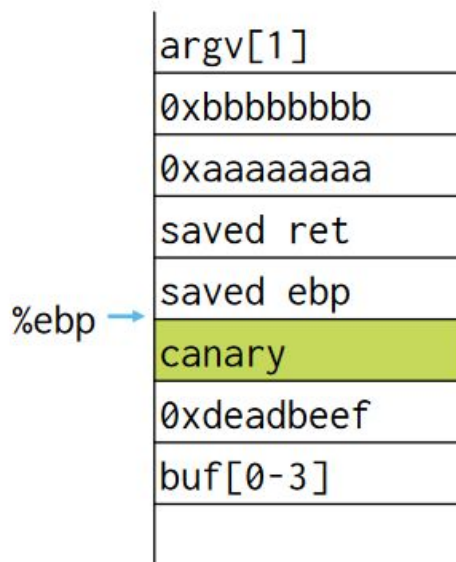 argv[1]
0xbbbbbbbb
0xaaaaaaaa
saved ret
saved ebp
%ebp
canary
0xdeadbeef
buf[0-3]